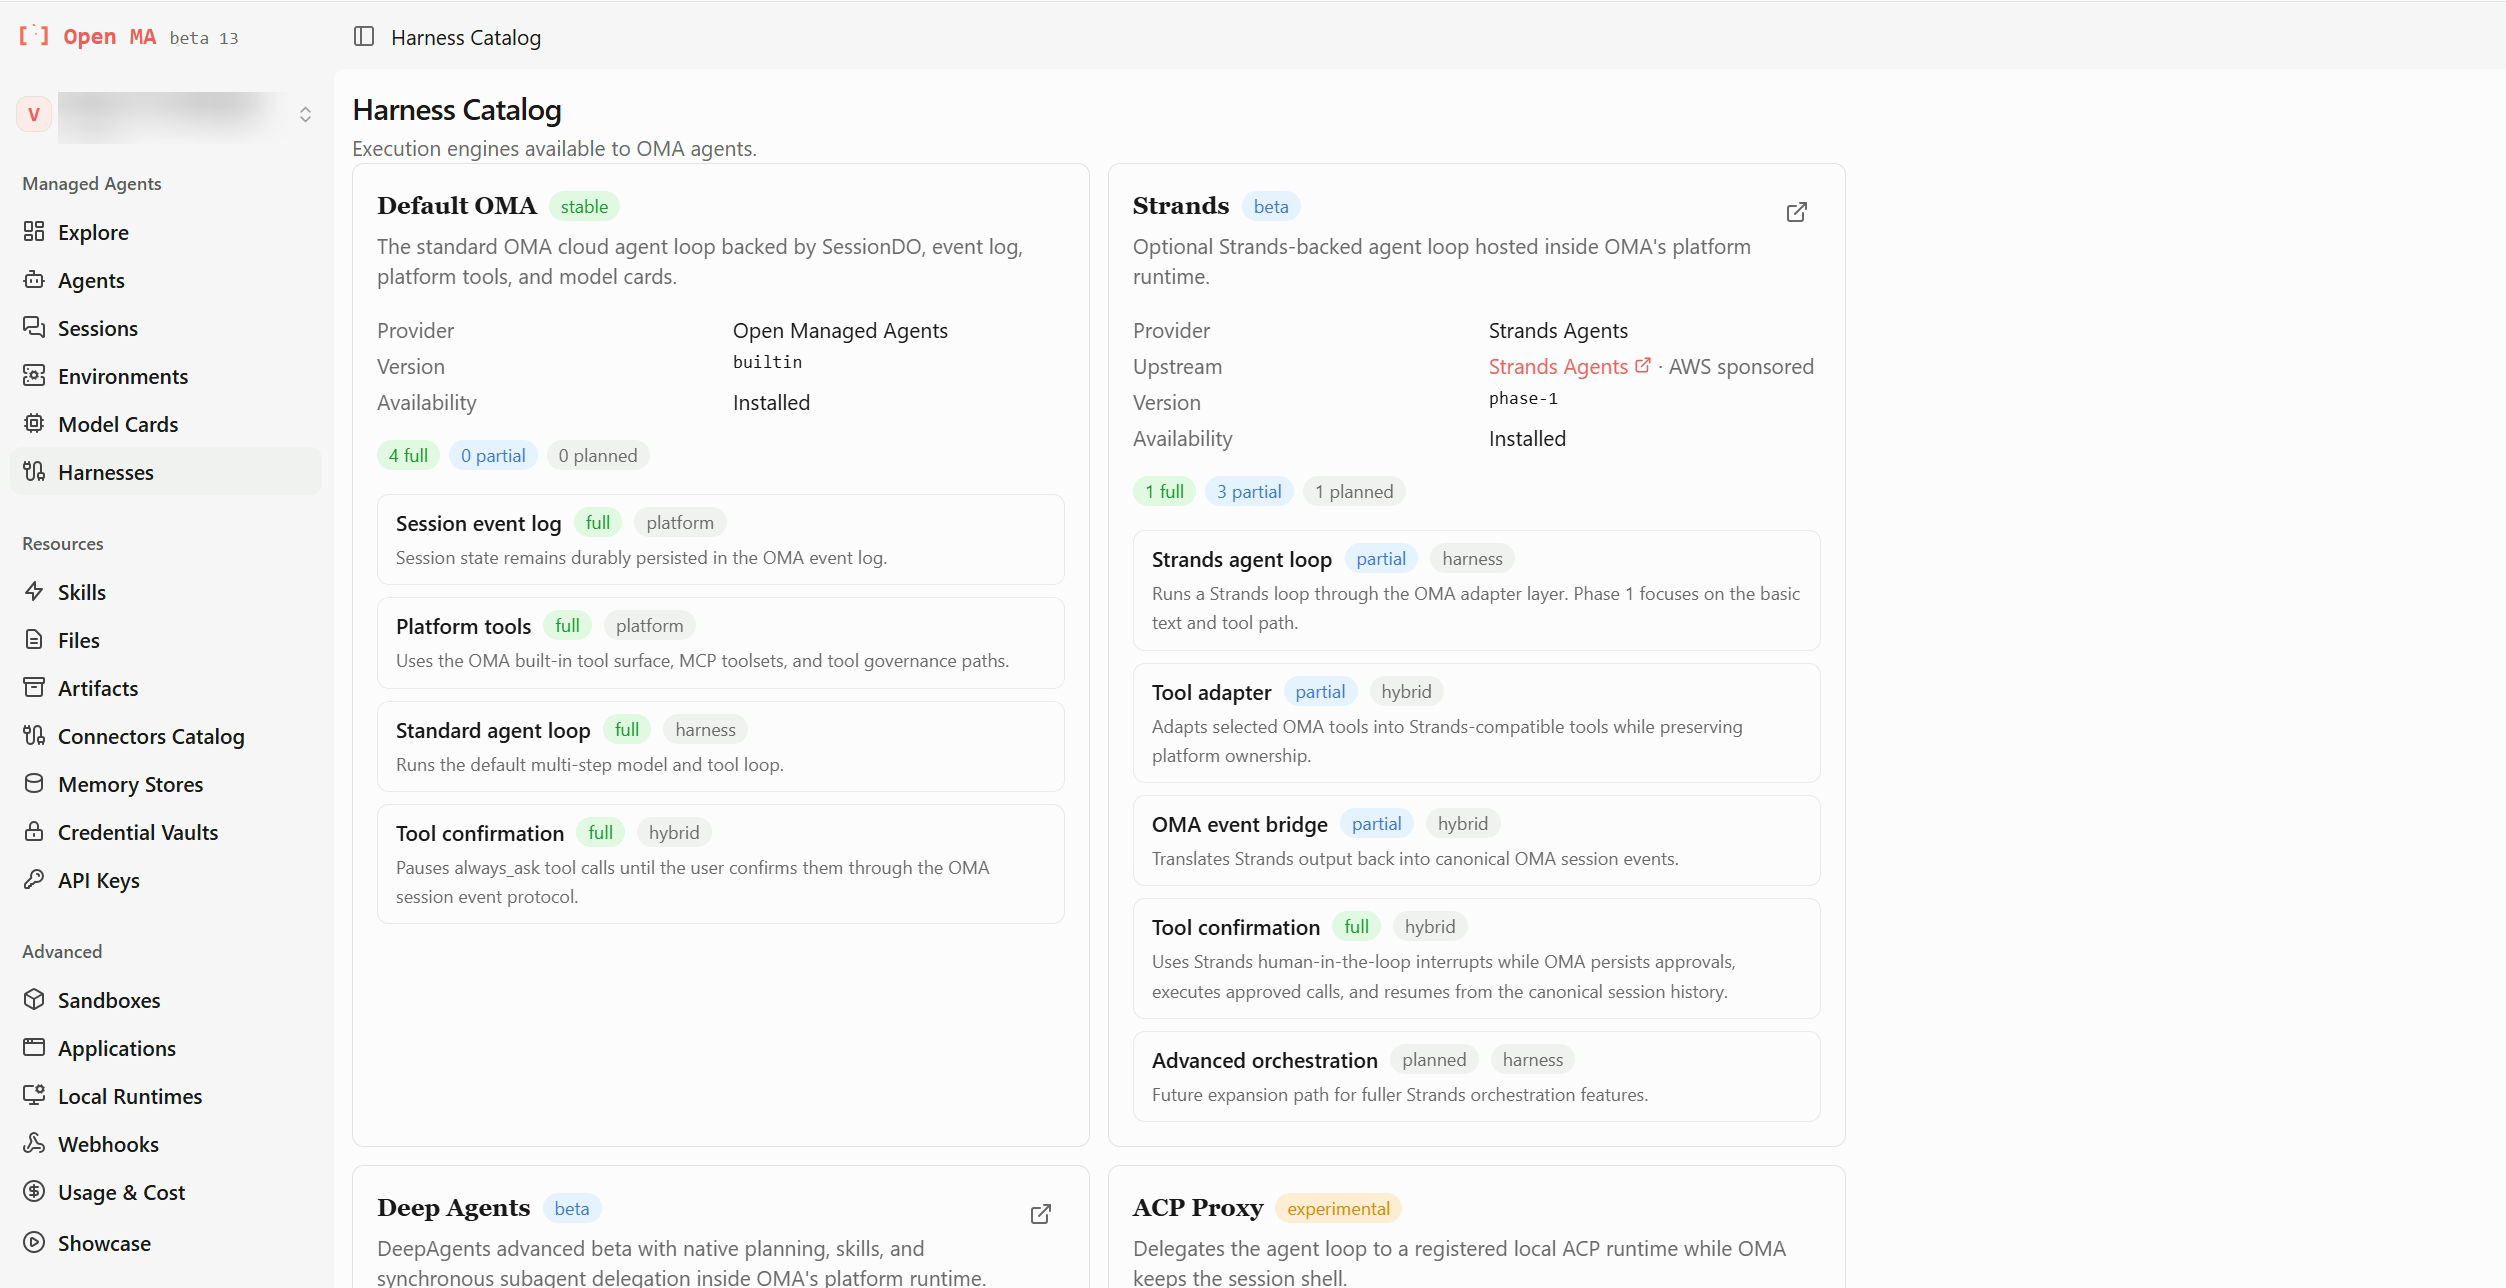 [ ] Open MA beta 13
Harness Catalog
V
Managed Agents
Explore
Agents
Sessions
Environments
Model Cards
Harnesses
Resources
Skills
Files
Artifacts
Connectors Catalog
Memory Stores
Credential Vaults
API Keys
Advanced
Sandboxes
Applications
Local Runtimes
Webhooks
Usage & Cost
Showcase
Harness Catalog
Execution engines available to OMA agents.
Default OMA stable
The standard OMA cloud agent loop backed by SessionDO, event log,
platform tools, and model cards.
Provider Open Managed Agents
Version builtin
Availability Installed
4 full 0 partial 0 planned
Session event log full platform
Session state remains durably persisted in the OMA event log.
Platform tools full platform
Uses the OMA built-in tool surface, MCP toolsets, and tool governance paths.
Standard agent loop full harness
Runs the default multi-step model and tool loop.
Tool confirmation full hybrid
Pauses always_ask tool calls until the user confirms them through the OMA
session event protocol.
Strands beta
Optional Strands-backed agent loop hosted inside OMA's platform
runtime.
Provider Strands Agents
Upstream Strands Agents · AWS sponsored
Version phase-1
Availability Installed
1 full 3 partial 1 planned
Strands agent loop partial harness
Runs a Strands loop through the OMA adapter layer. Phase 1 focuses on the basic
text and tool path.
Tool adapter partial hybrid
Adapts selected OMA tools into Strands-compatible tools while preserving
platform ownership.
OMA event bridge partial hybrid
Translates Strands output back into canonical OMA session events.
Tool confirmation full hybrid
Uses Strands human-in-the-loop interrupts while OMA persists approvals,
executes approved calls, and resumes from the canonical session history.
Advanced orchestration planned harness
Future expansion path for fuller Strands orchestration features.
Deep Agents beta
DeepAgents advanced beta with native planning, skills, and
synchronous subagent delegation inside OMA's platform runtime.
ACP Proxy experimental
Delegates the agent loop to a registered local ACP runtime while OMA
keeps the session shell.